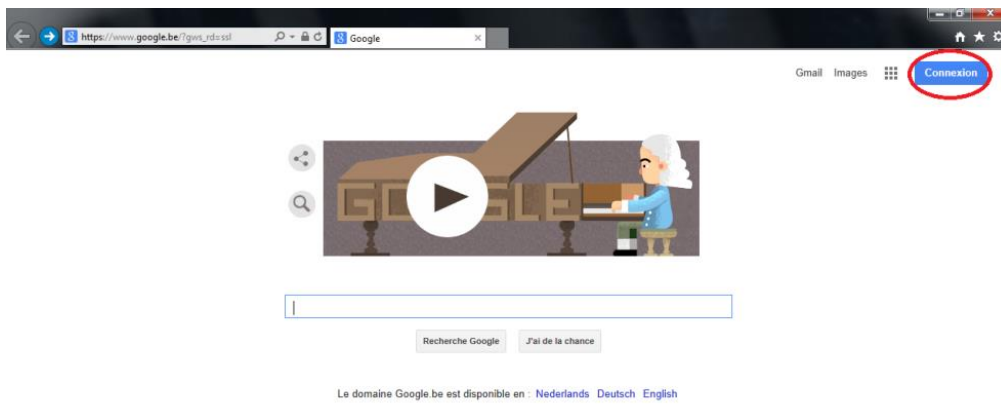 https://www.google.be/?gws_rd=ssl
Google
Gmail Images Connexion
GOOGLE
Recherche Google J'ai de la chance
Le domaine Google.be est disponible en : Nederlands Deutsch English